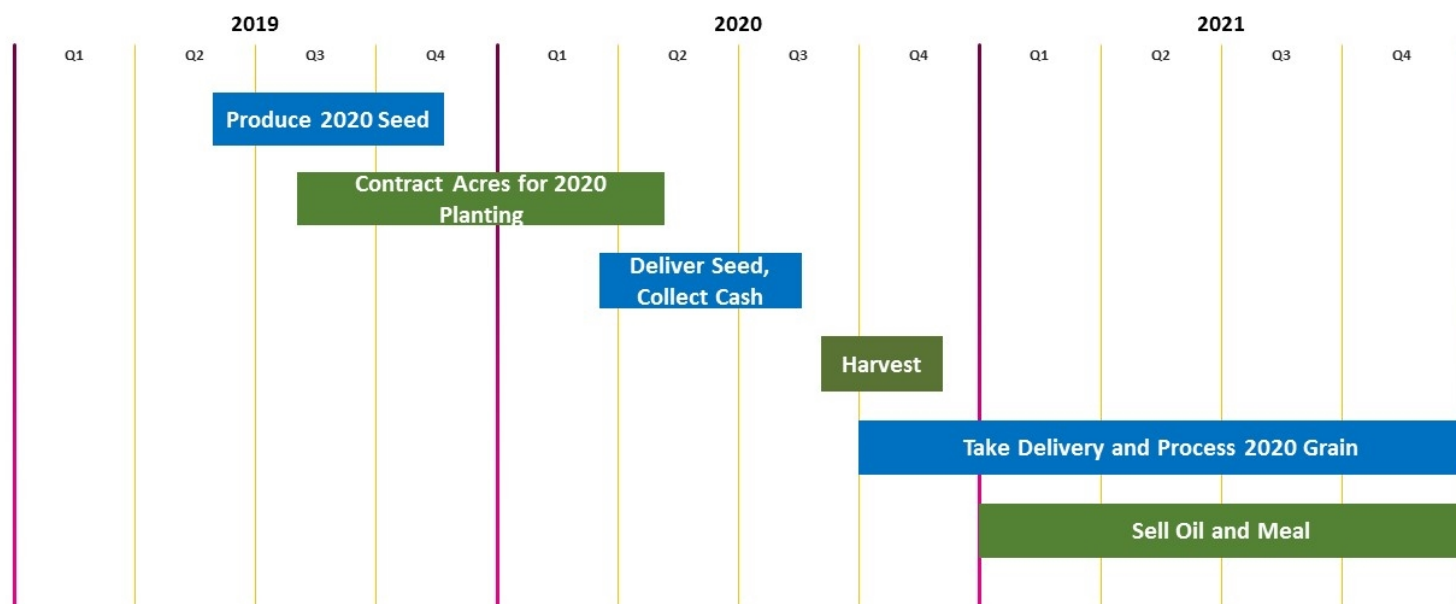 2019 2020 2021
Q1 Q2 Q3 Q4 Q1 Q2 Q3 Q4 Q1 Q2 Q3 Q4
Produce 2020 Seed
Contract Acres for 2020
Planting
Deliver Seed,
Collect Cash
Harvest
Take Delivery and Process 2020 Grain
Sell Oil and Meal